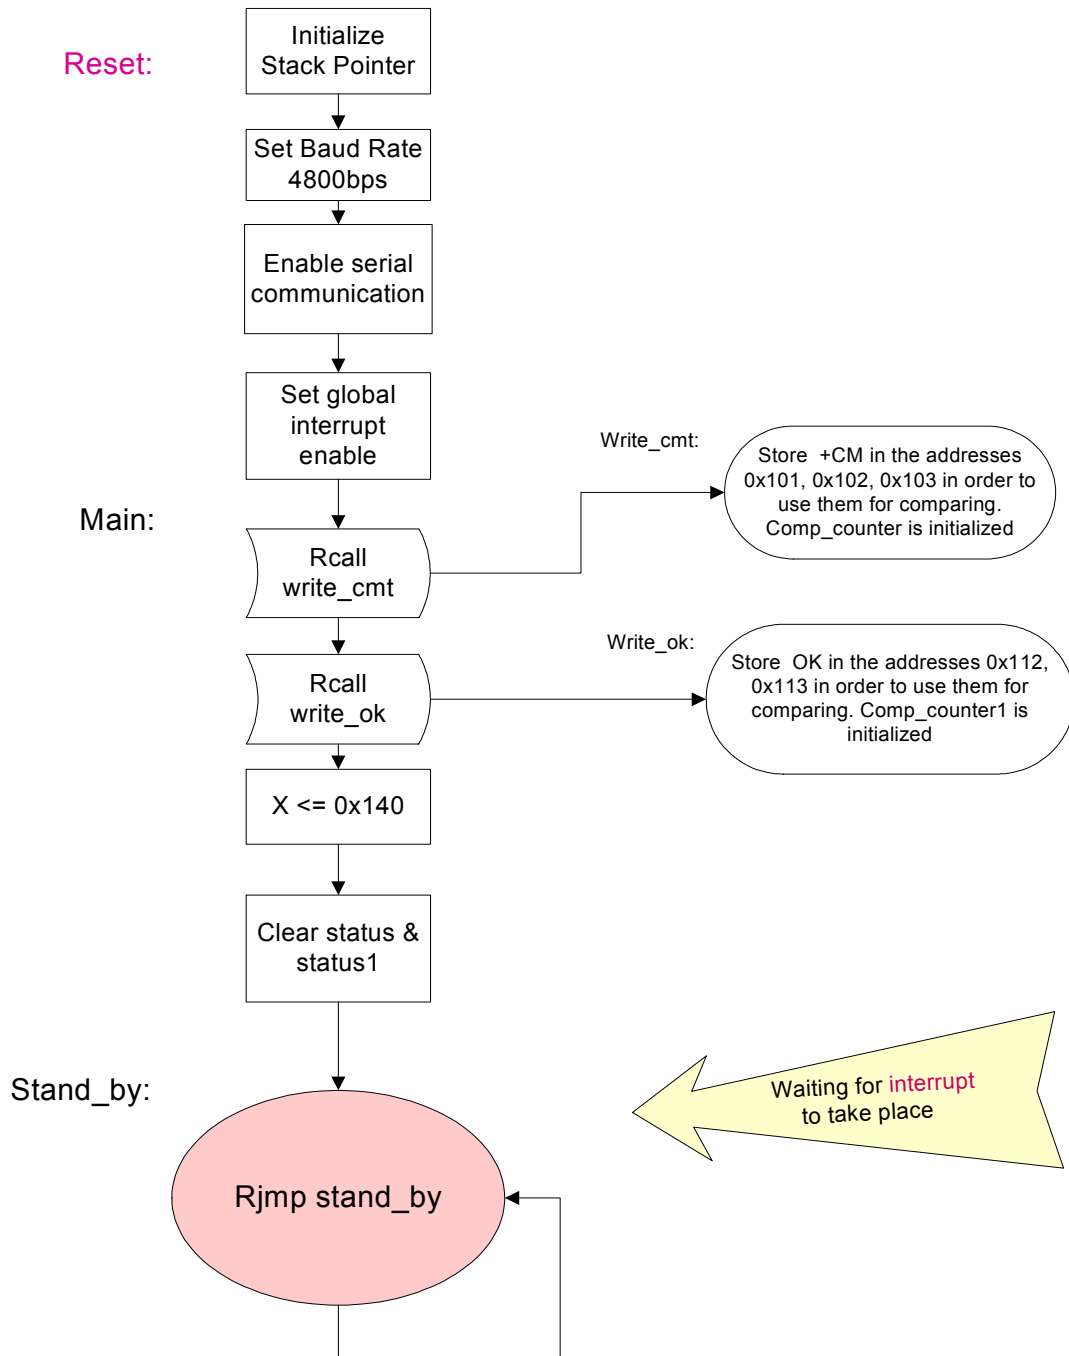 Reset:
Initialize
Stack Pointer
Set Baud Rate
4800bps
Enable serial
communication
Set global
interrupt
enable
Main:
Rcall
write_cmt
Write_cmt:
Store  +CM in the addresses
0x101, 0x102, 0x103 in order to
use them for comparing.
Comp_counter is initialized
Rcall
write_ok
Write_ok:
Store  OK in the addresses 0x112,
0x113 in order to use them for
comparing. Comp_counter1 is
initialized
X <= 0x140
Clear status &
status1
Stand_by:
Waiting for interrupt
to take place
Rjmp stand_by